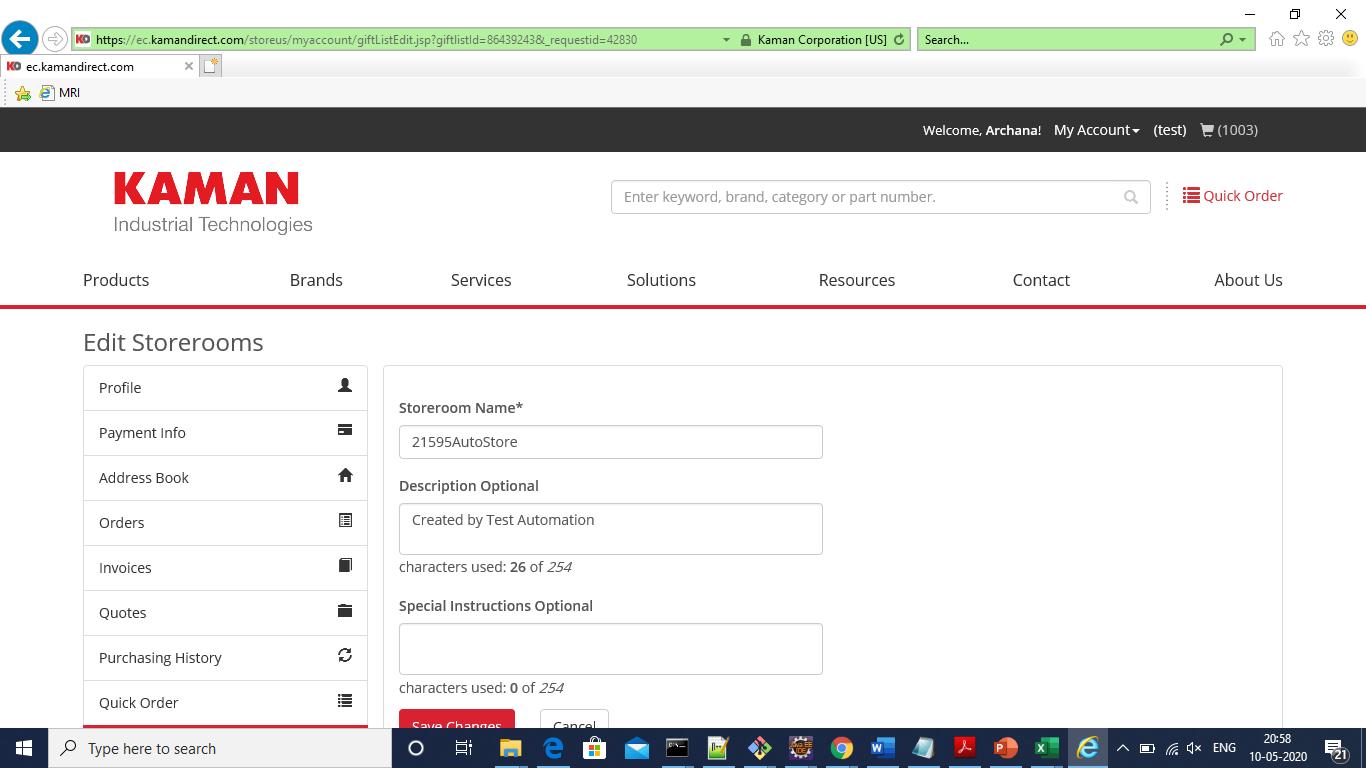 https://ec.kamandirect.com/storeus/myaccount/giftListEdit.jsp?giftlistId=86439243&_requestid=42830
Kaman Corporation [US]
Search...
ec.kamandirect.com
MRI
Welcome, Archana! My Account (test) (1003)
KAMAN
Industrial Technologies
Enter keyword, brand, category or part number.
Quick Order
Products Brands Services Solutions Resources Contact About Us
Edit Storerooms
Profile
Payment Info
Address Book
Orders
Invoices
Quotes
Purchasing History
Quick Order
Storeroom Name*
21595AutoStore
Description Optional
Created by Test Automation
characters used: 26 of 254
Special Instructions Optional
characters used: 0 of 254
Save Changes Cancel
Type here to search
ENG
20:58
10-05-2020
21